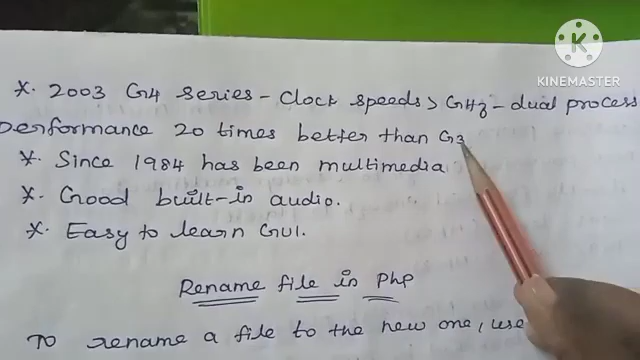 K
KINEMASTER
*. 2003 G4 series - Clock speeds > GHz - dual process
performance 20 times better than G3
*. Since 1984 has been multimedia
*. Good built-in audio.
*. Easy to learn GUI.
Rename file in Php
To rename a file to the new one, use